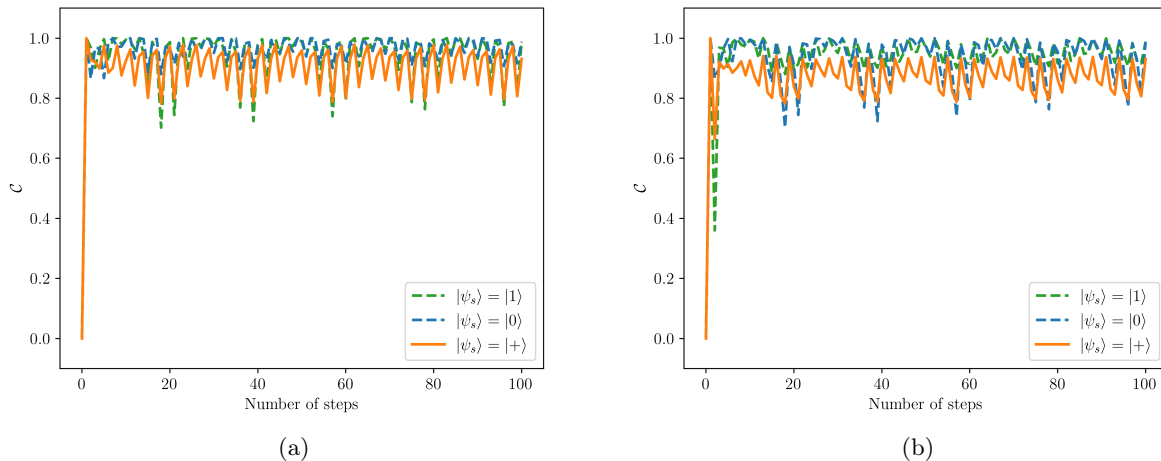 1.0
0.8
0.6
0.4
0.2
0.0
C
0 20 40 60 80 100
Number of steps
|ψs⟩ = |1⟩
|ψs⟩ = |0⟩
|ψs⟩ = |+⟩
(a)
1.0
0.8
0.6
0.4
0.2
0.0
C
0 20 40 60 80 100
Number of steps
|ψs⟩ = |1⟩
|ψs⟩ = |0⟩
|ψs⟩ = |+⟩
(b)